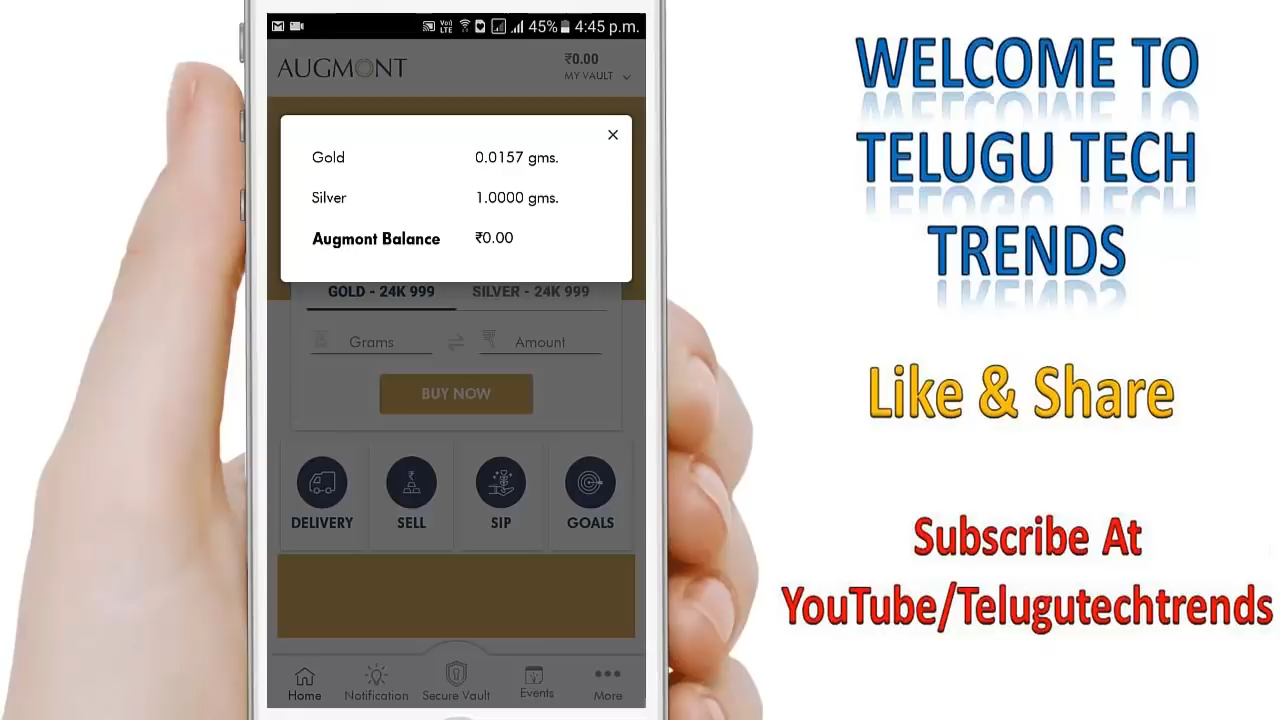 Vo) LTE 45% 4:45 p.m.
AUGMONT
₹0.00
MY VAULT
Gold 0.0157 gms.
Silver 1.0000 gms.
Augmont Balance ₹0.00
GOLD - 24K 999 SILVER - 24K 999
Grams Amount
BUY NOW
DELIVERY SELL SIP GOALS
Home Notification Secure Vault Events More
WELCOME TO
TELUGU TECH
TRENDS
Like & Share
Subscribe At
YouTube/Telugutechtrends